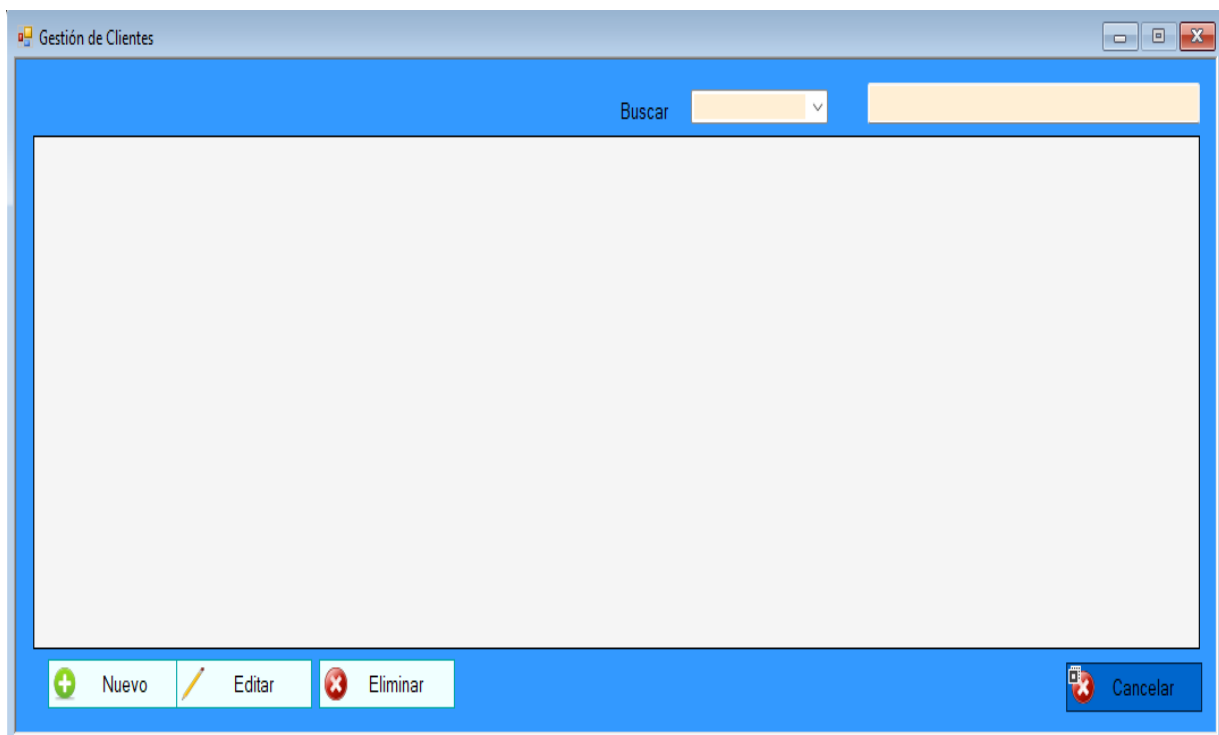 Gestión de Clientes
Buscar
Nuevo
Editar
Eliminar
Cancelar